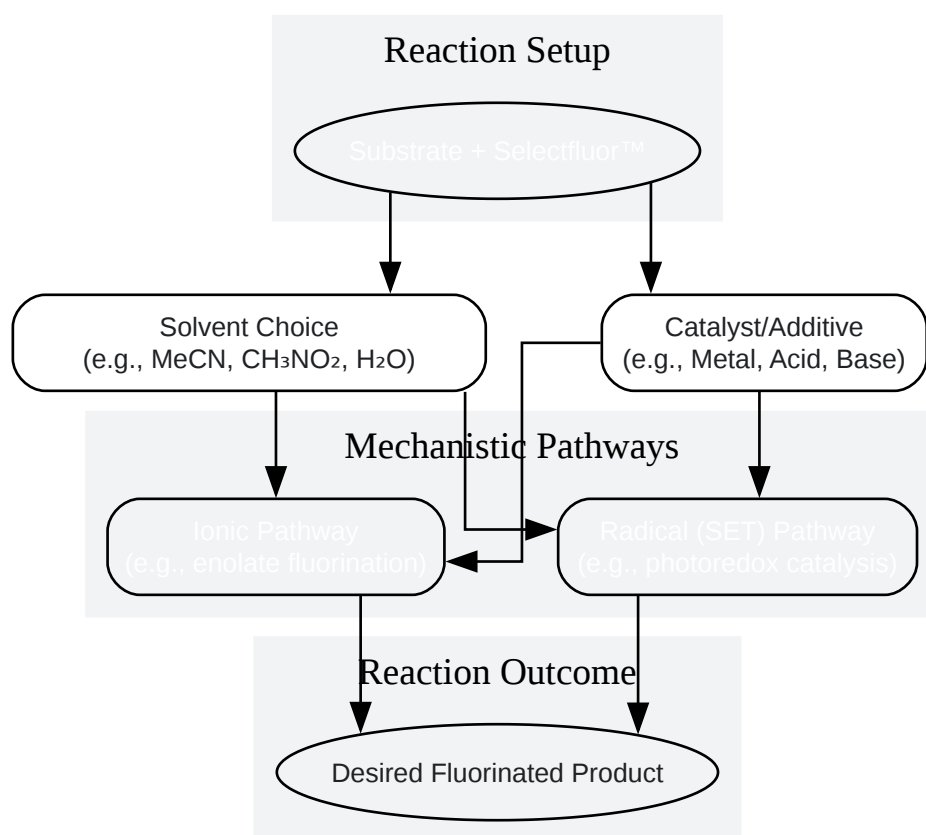 Reaction Setup
Substrate + Selectfluor™
Solvent Choice
(e.g., MeCN, CH₃NO₂, H₂O)
Catalyst/Additive
(e.g., Metal, Acid, Base)
Mechanistic Pathways
Ionic Pathway
(e.g., enolate fluorination)
Radical (SET) Pathway
(e.g., photoredox catalysis)
Reaction Outcome
Desired Fluorinated Product